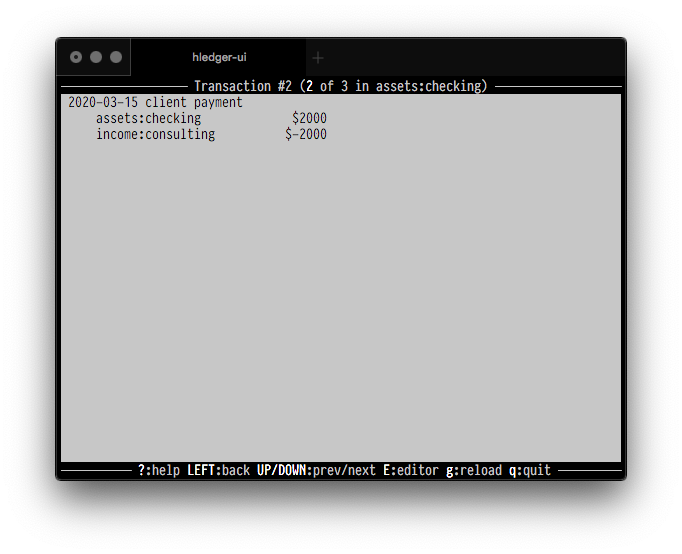 hledger-ui +
Transaction #2 (2 of 3 in assets:checking)
2020-03-15 client payment
assets:checking $2000
income:consulting $-2000
?:help LEFT:back UP/DOWN:prev/next E:editor g:reload q:quit